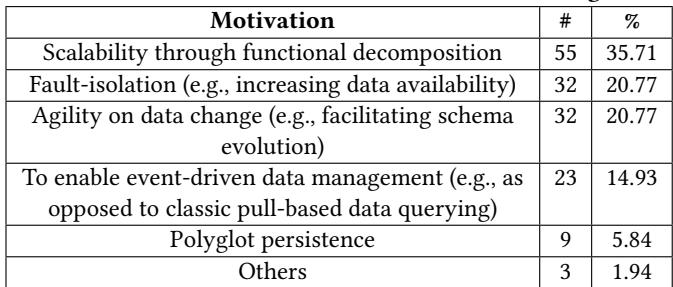 Motivation # %
Scalability through functional decomposition 55 35.71
Fault-isolation (e.g., increasing data availability) 32 20.77
Agility on data change (e.g., facilitating schema 32 20.77
evolution)
To enable event-driven data management (e.g., as 23 14.93
opposed to classic pull-based data querying)
Polyglot persistence 9 5.84
Others 3 1.94